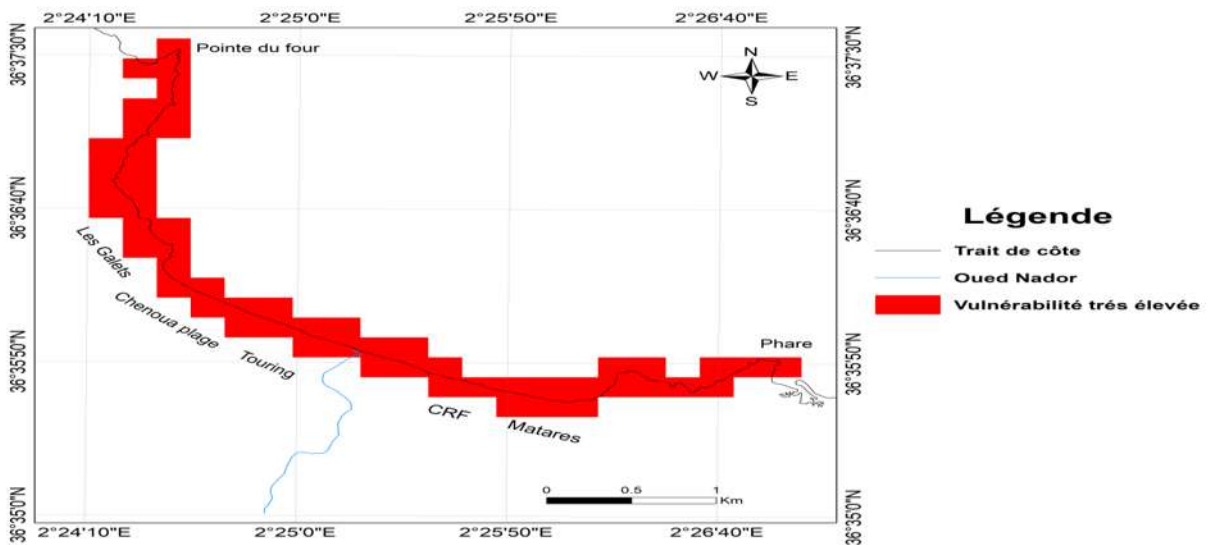 2°24'10"E 2°25'0"E 2°25'50"E 2°26'40"E
36°37'30"N 36°37'30"N
Pointe du four
N
W E
S
36°36'40"N 36°36'40"N
Légende
Trait de côte
Oued Nador
Vulnérabilité trés élevée
Les Galets
Chenoua plage
Touring
Phare
36°35'50"N 36°35'50"N
CRF
Matares
0 0.5 1
Km
36°35'0"N 36°35'0"N
2°24'10"E 2°25'0"E 2°25'50"E 2°26'40"E